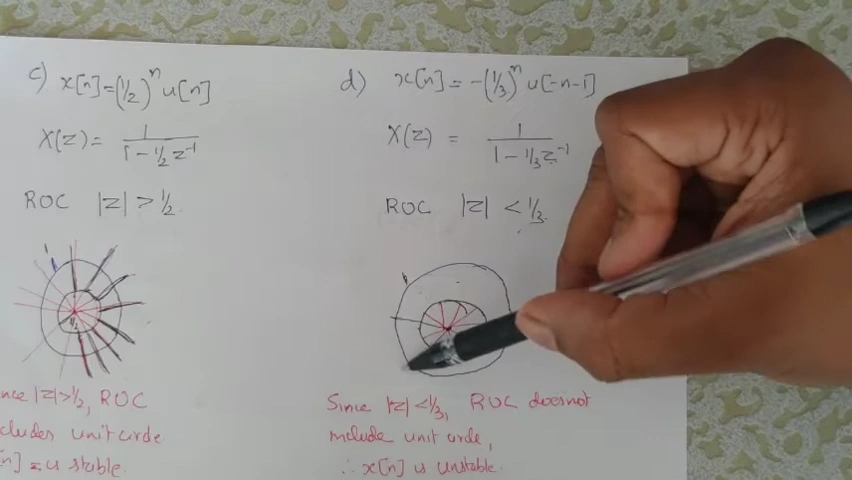 c) x[n]=(1/2)^n u[n]
X(z)= 1/(1 - 1/2 z^-1)
ROC |z| > 1/2
1
1/2
nce |z|>1/2, ROC
cludes unit circle
[n] is stable.
d) x[n] = -(1/3)^n u[-n-1]
X(z) = 1/(1 - 1/3 z^-1)
ROC |z| < 1/3
1
Since |z| < 1/3, ROC doesnot
include unit circle,
∴ x[n] is unstable.